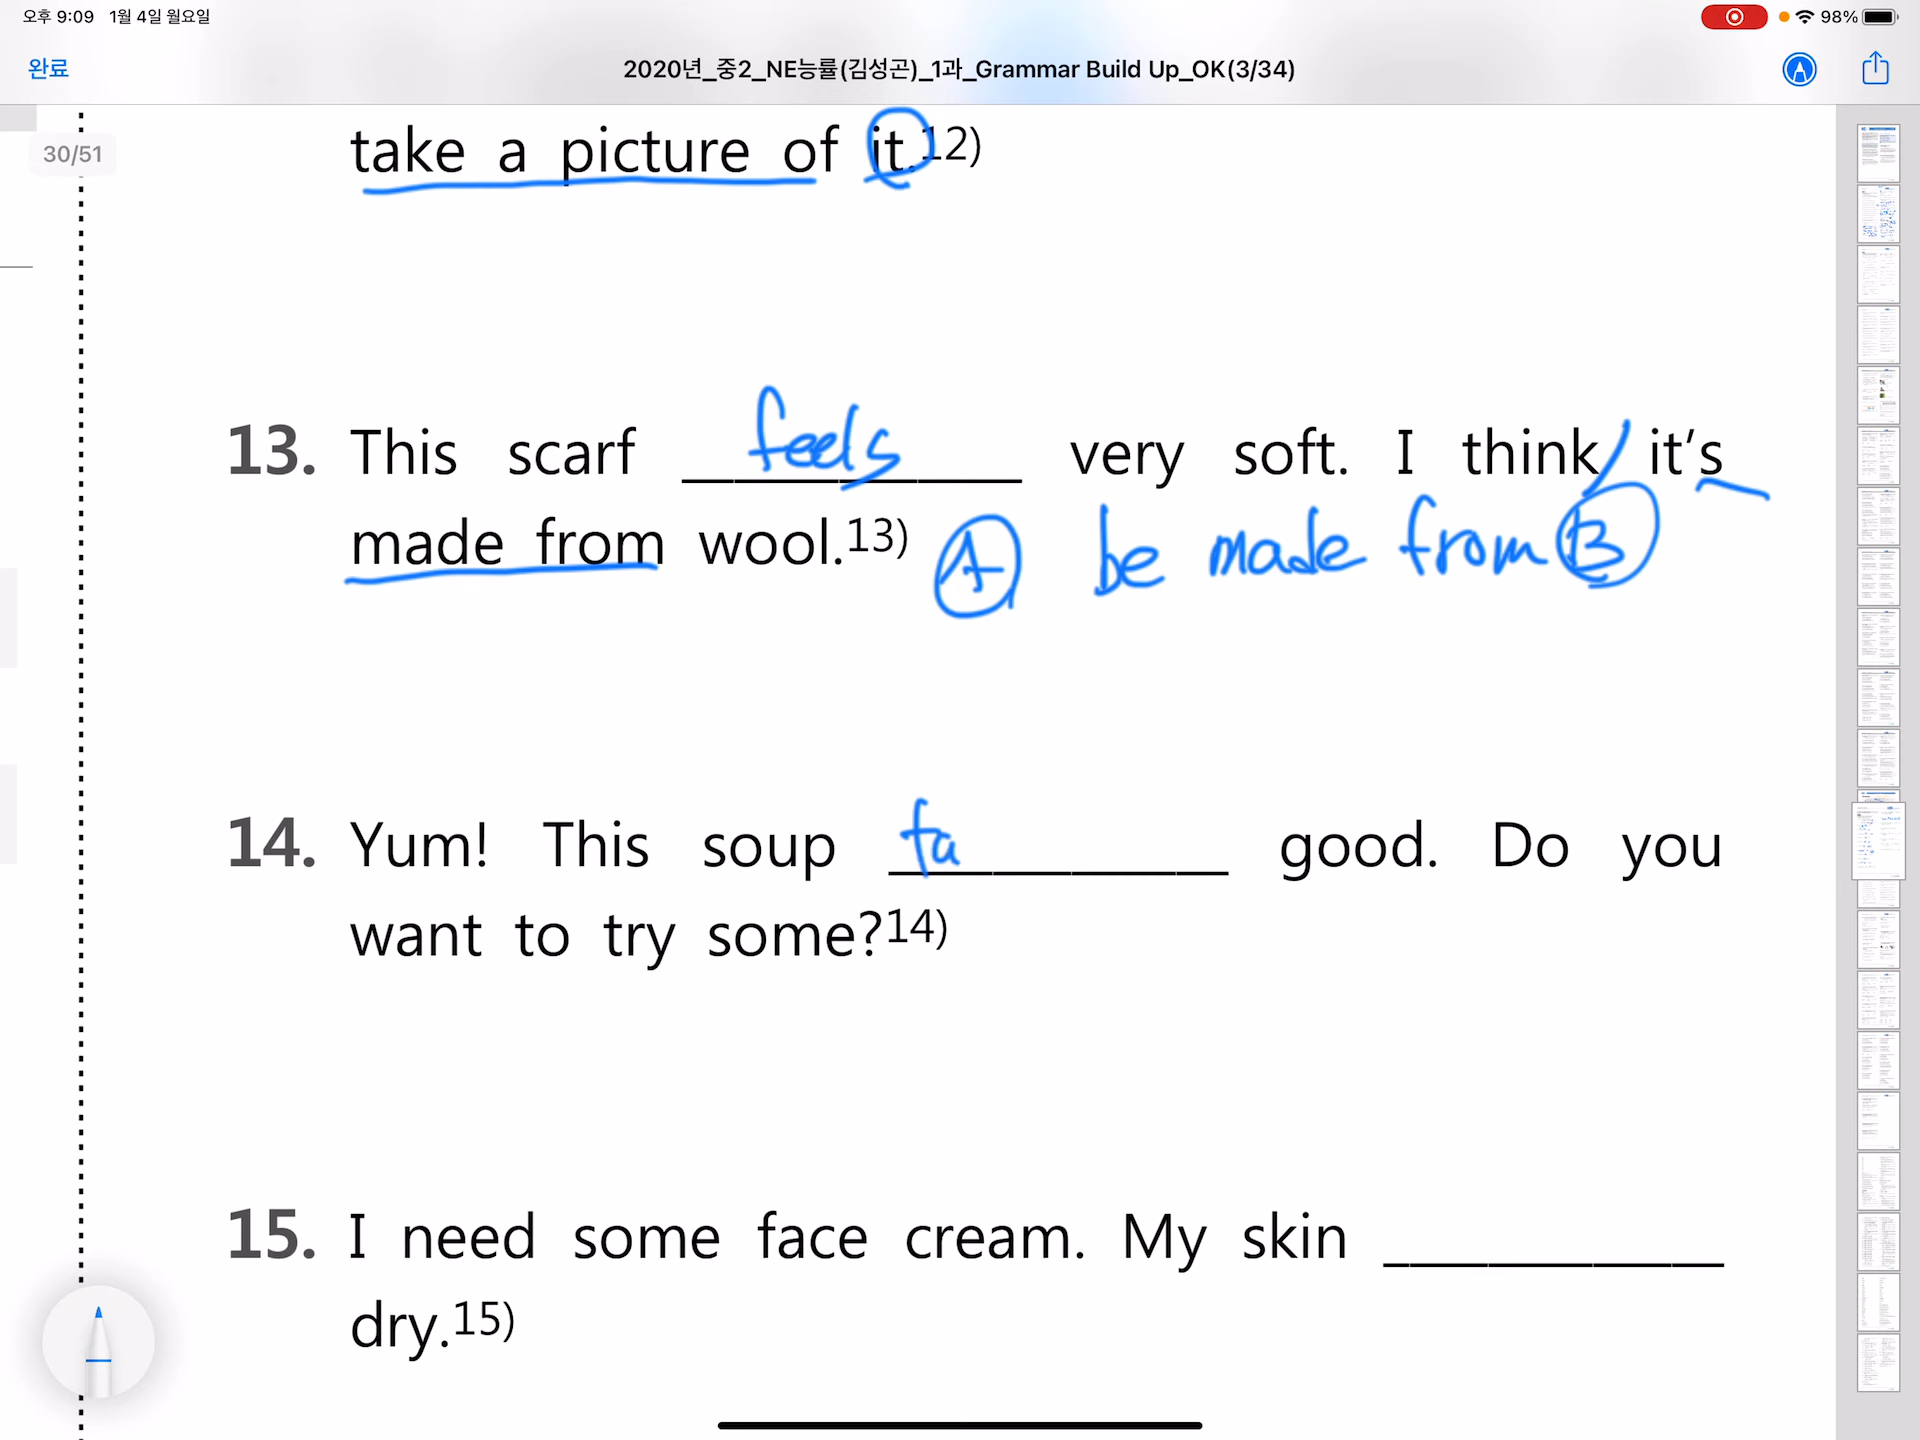 오후 9:09 1월 4일 월요일
98%
완료
2020년_중2_NE능률(김성곤)_1과_Grammar Build Up_OK(3/34)
30/51
take a picture of it.12)
13. This scarf feels very soft. I think it's
made from wool.13) A be made from B
14. Yum! This soup ta good. Do you
want to try some?14)
15. I need some face cream. My skin
dry.15)